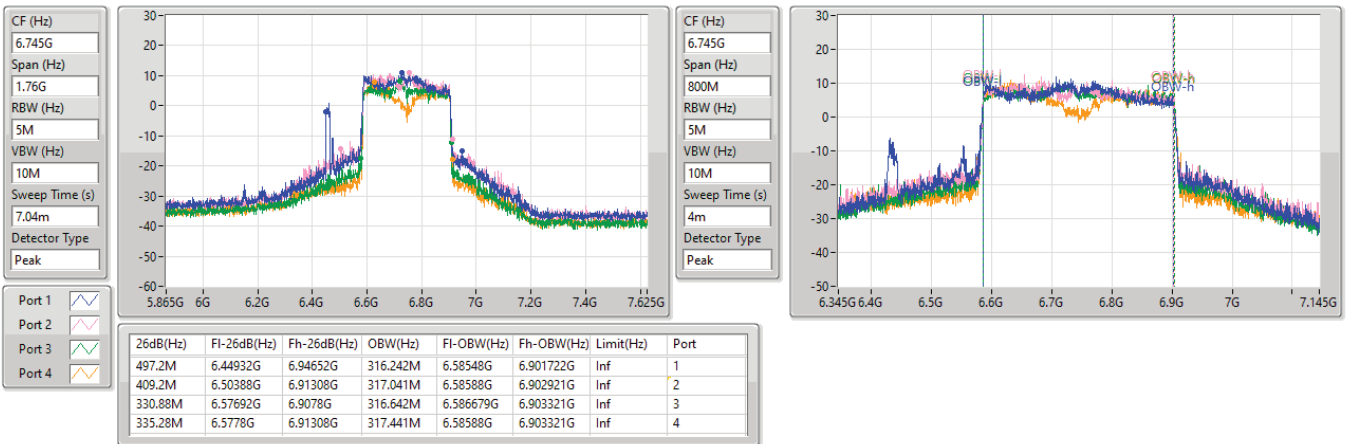 CF (Hz)
6.745G
Span (Hz)
1.76G
RBW (Hz)
5M
VBW (Hz)
10M
Sweep Time (s)
7.04m
Detector Type
Peak
30
20
10
0
-10
-20
-30
-40
-50
-60
5.865G 6G 6.2G 6.4G 6.6G 6.8G 7G 7.2G 7.4G 7.625G
CF (Hz)
6.745G
Span (Hz)
800M
RBW (Hz)
5M
VBW (Hz)
10M
Sweep Time (s)
4m
Detector Type
Peak
30
20
10
0
-10
-20
-30
-40
-50
OBW-l OBW-h
OBW-h
6.345G 6.4G 6.5G 6.6G 6.7G 6.8G 6.9G 7G 7.145G
Port 1
Port 2
Port 3
Port 4
26dB(Hz) Fl-26dB(Hz) Fh-26dB(Hz) OBW(Hz) Fl-OBW(Hz) Fh-OBW(Hz) Limit(Hz) Port
497.2M 6.44932G 6.94652G 316.242M 6.58548G 6.901722G Inf 1
409.2M 6.50388G 6.91308G 317.041M 6.58588G 6.902921G Inf 2
330.88M 6.57692G 6.9078G 316.642M 6.586679G 6.903321G Inf 3
335.28M 6.5778G 6.91308G 317.441M 6.58588G 6.903321G Inf 4